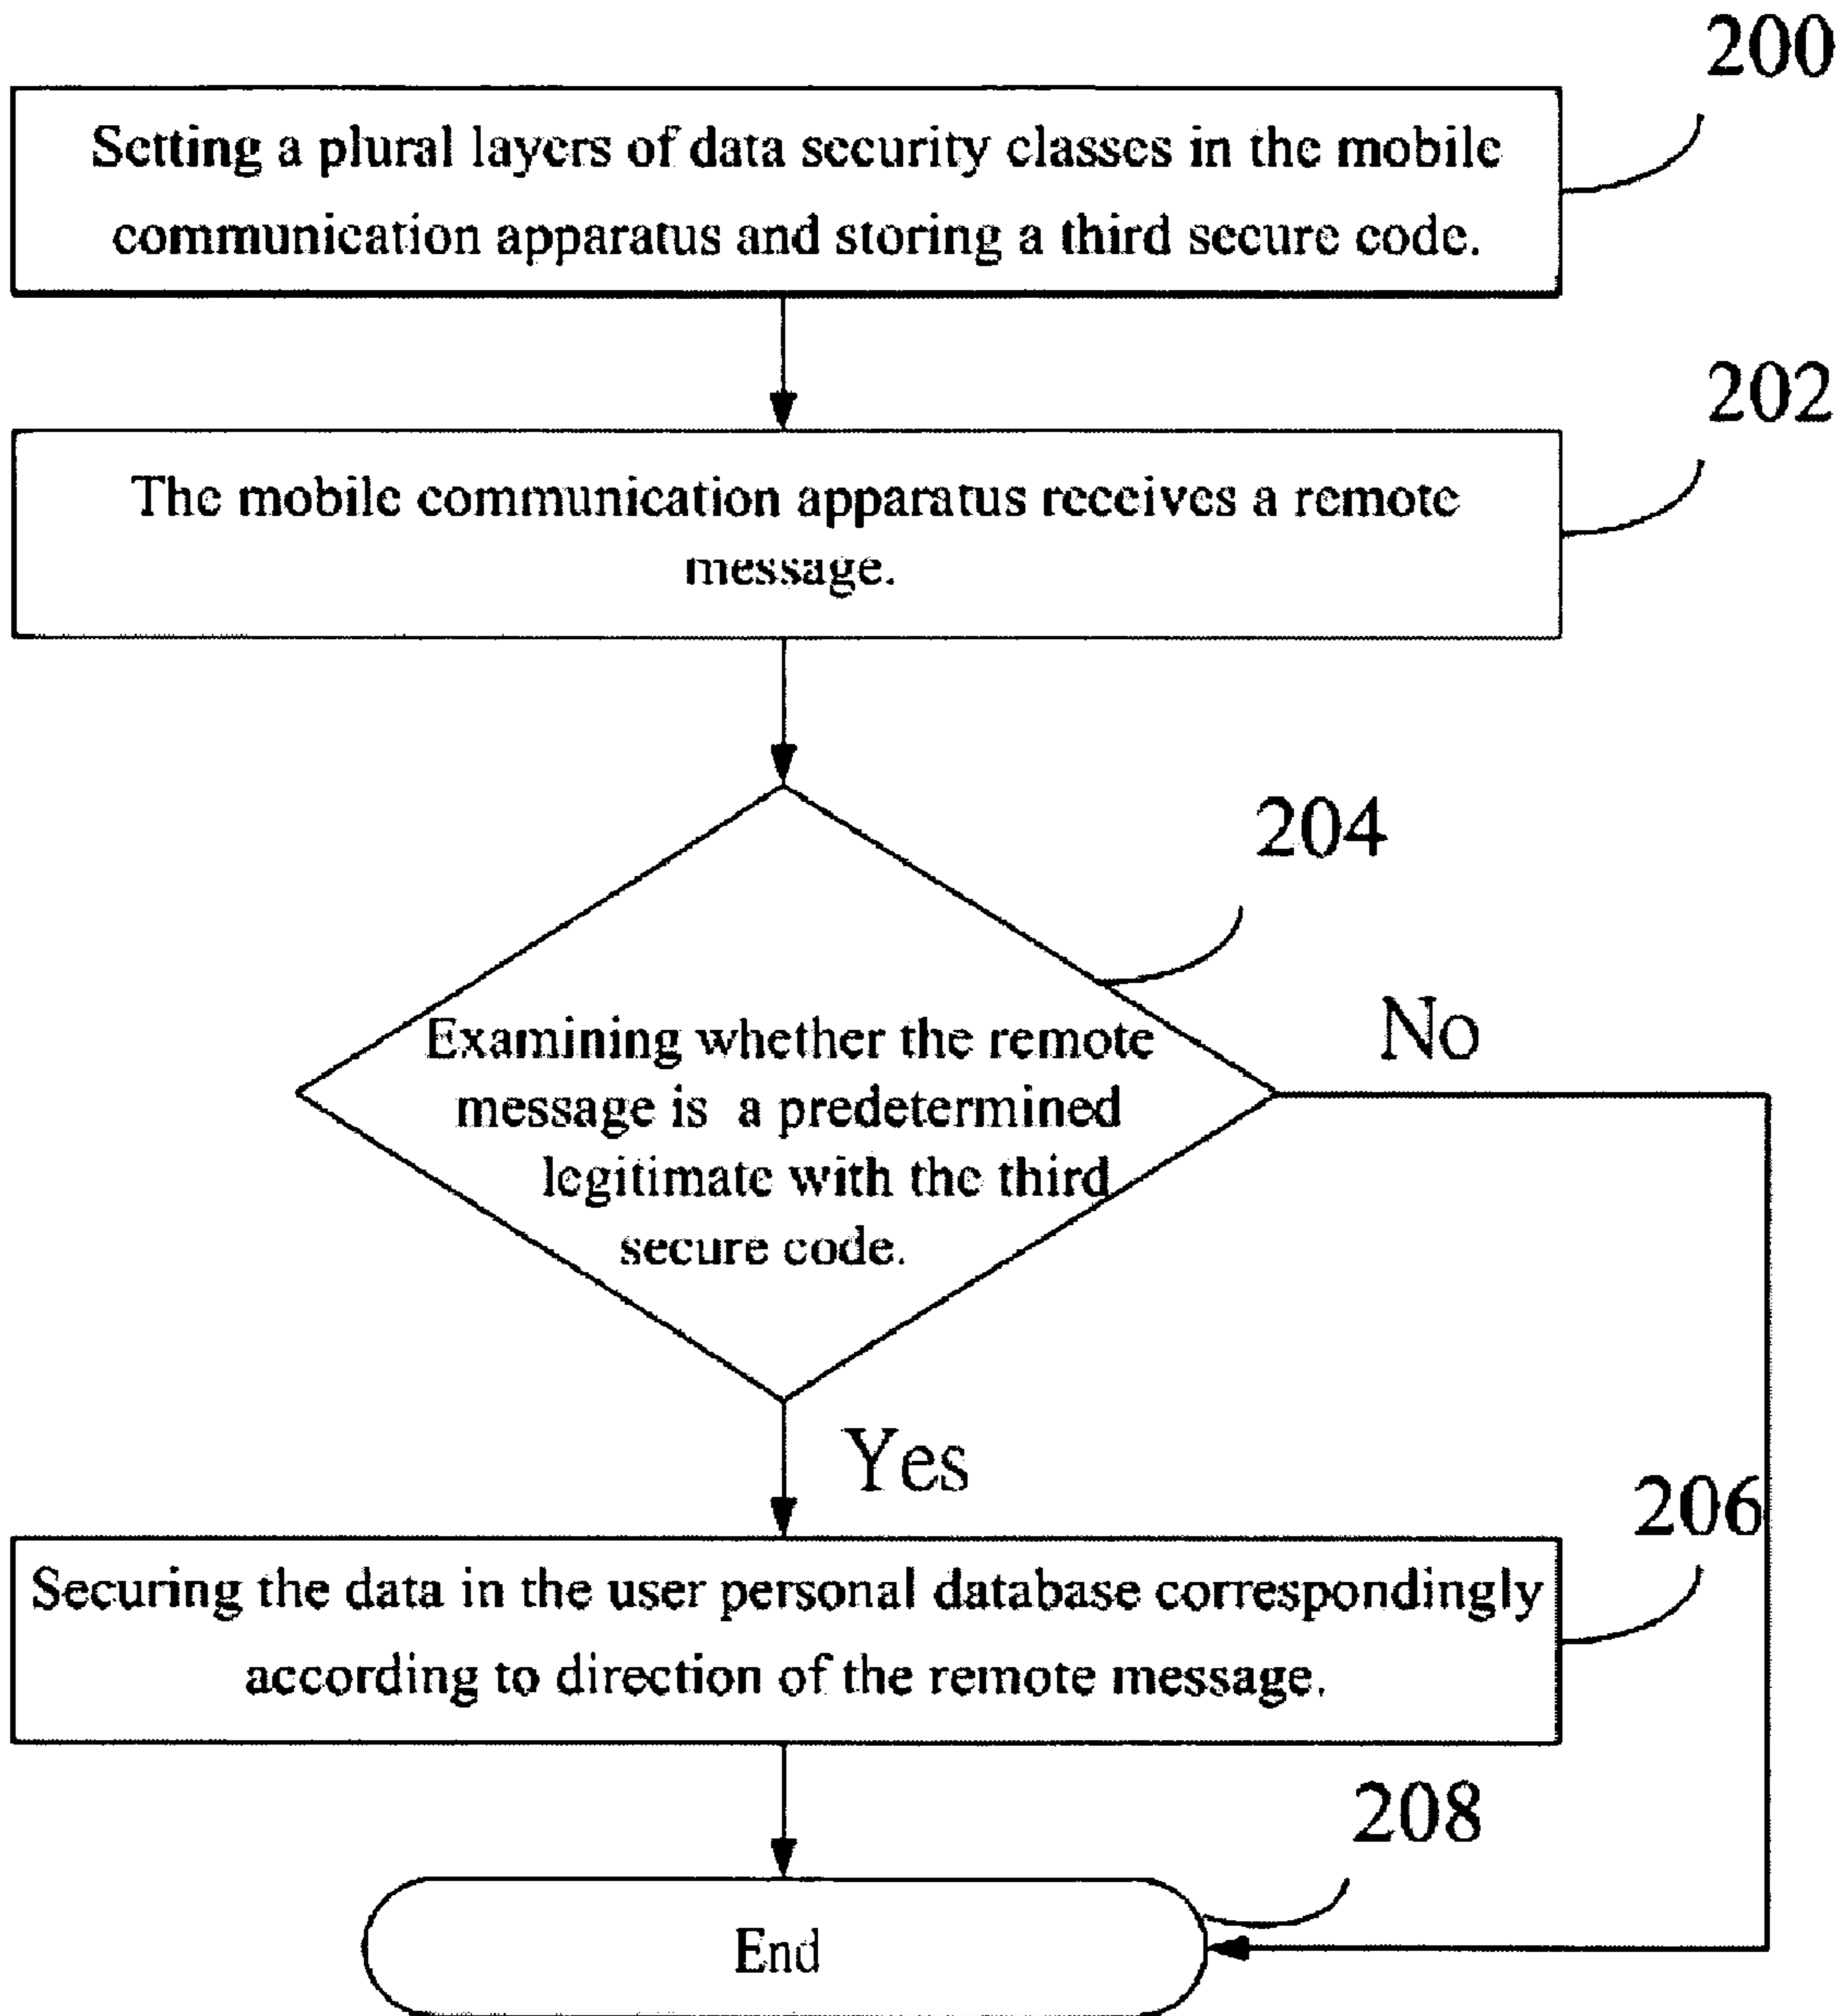 200
Setting a plural layers of data security classes in the mobile
communication apparatus and storing a third secure code.
202
The mobile communication apparatus receives a remote
message.
204
Examining whether the remote
message is a predetermined
legitimate with the third
secure code.
No
Yes
206
Securing the data in the user personal database correspondingly
according to direction of the remote message.
208
End